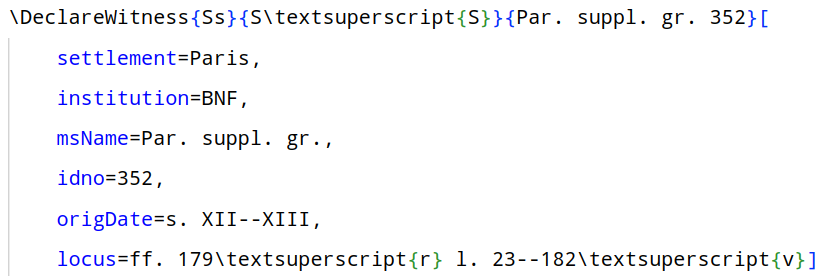 \DeclareWitness{Ss}{S\textsuperscript{S}}{Par. suppl. gr. 352}[
settlement=Paris,
institution=BNF,
msName=Par. suppl. gr.,
idno=352,
origDate=s. XII--XIII,
locus=ff. 179\textsuperscript{r} l. 23--182\textsuperscript{v}]